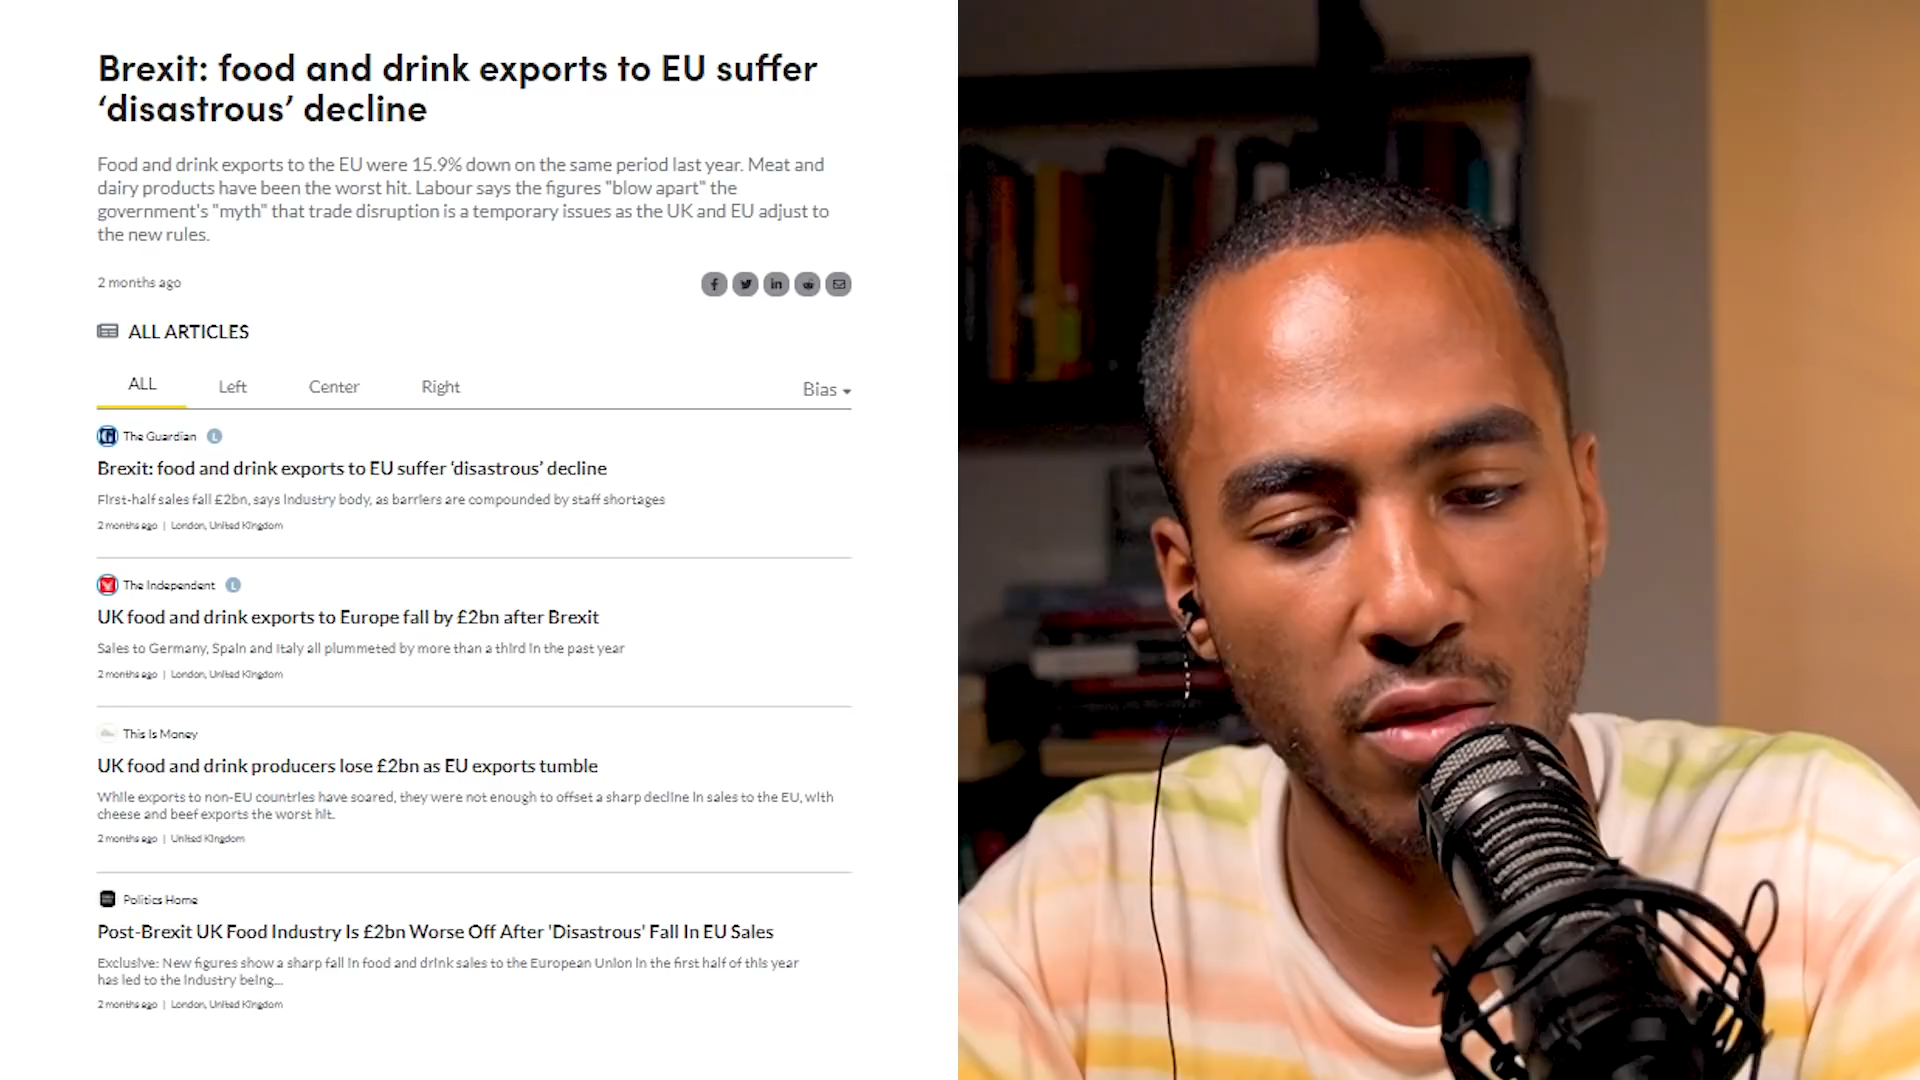 Brexit: food and drink exports to EU suffer
‘disastrous’ decline
Food and drink exports to the EU were 15.9% down on the same period last year. Meat and
dairy products have been the worst hit. Labour says the figures "blow apart" the
government's "myth" that trade disruption is a temporary issues as the UK and EU adjust to
the new rules.
2 months ago
ALL ARTICLES
ALL Left Center Right Bias
The Guardian L
Brexit: food and drink exports to EU suffer ‘disastrous’ decline
First-half sales fall £2bn, says industry body, as barriers are compounded by staff shortages
2 months ago | London, United Kingdom
The Independent L
UK food and drink exports to Europe fall by £2bn after Brexit
Sales to Germany, Spain and Italy all plummeted by more than a third in the past year
2 months ago | London, United Kingdom
This Is Money
UK food and drink producers lose £2bn as EU exports tumble
While exports to non-EU countries have soared, they were not enough to offset a sharp decline in sales to the EU, with
cheese and beef exports the worst hit.
2 months ago | United Kingdom
Politics Home
Post-Brexit UK Food Industry Is £2bn Worse Off After 'Disastrous' Fall In EU Sales
Exclusive: New figures show a sharp fall in food and drink sales to the European Union in the first half of this year
has led to the industry being...
2 months ago | London, United Kingdom